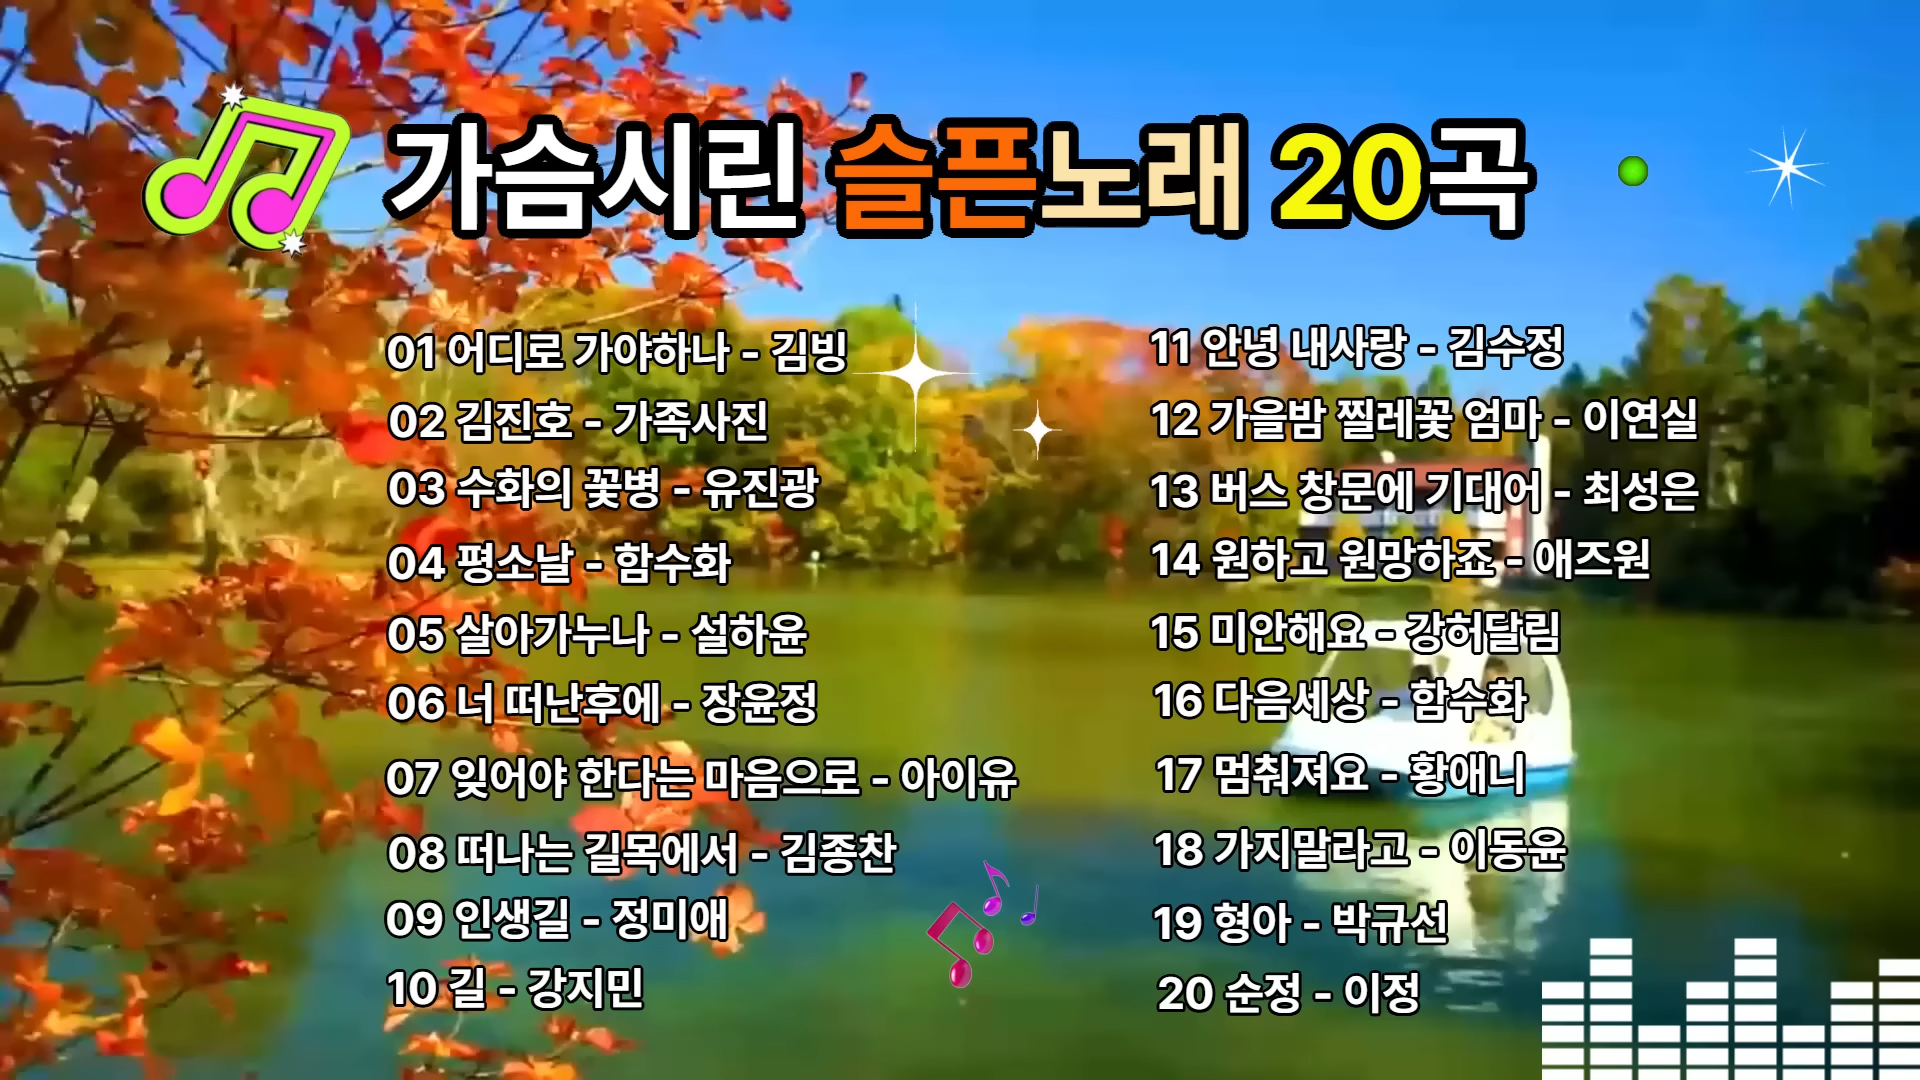 가슴시린 슬픈노래 20곡
01 어디로 가야하나 - 김빙
02 김진호 - 가족사진
03 수화의 꽃병 - 유진광
04 평소날 - 함수화
05 살아가누나 - 설하윤
06 너 떠난후에 - 장윤정
07 잊어야 한다는 마음으로 - 아이유
08 떠나는 길목에서 - 김종찬
09 인생길 - 정미애
10 길 - 강지민
11 안녕 내사랑 - 김수정
12 가을밤 찔레꽃 엄마 - 이연실
13 버스 창문에 기대어 - 최성은
14 원하고 원망하죠 - 애즈원
15 미안해요 - 강허달림
16 다음세상 - 함수화
17 멈춰져요 - 황애니
18 가지말라고 - 이동윤
19 형아 - 박규선
20 순정 - 이정